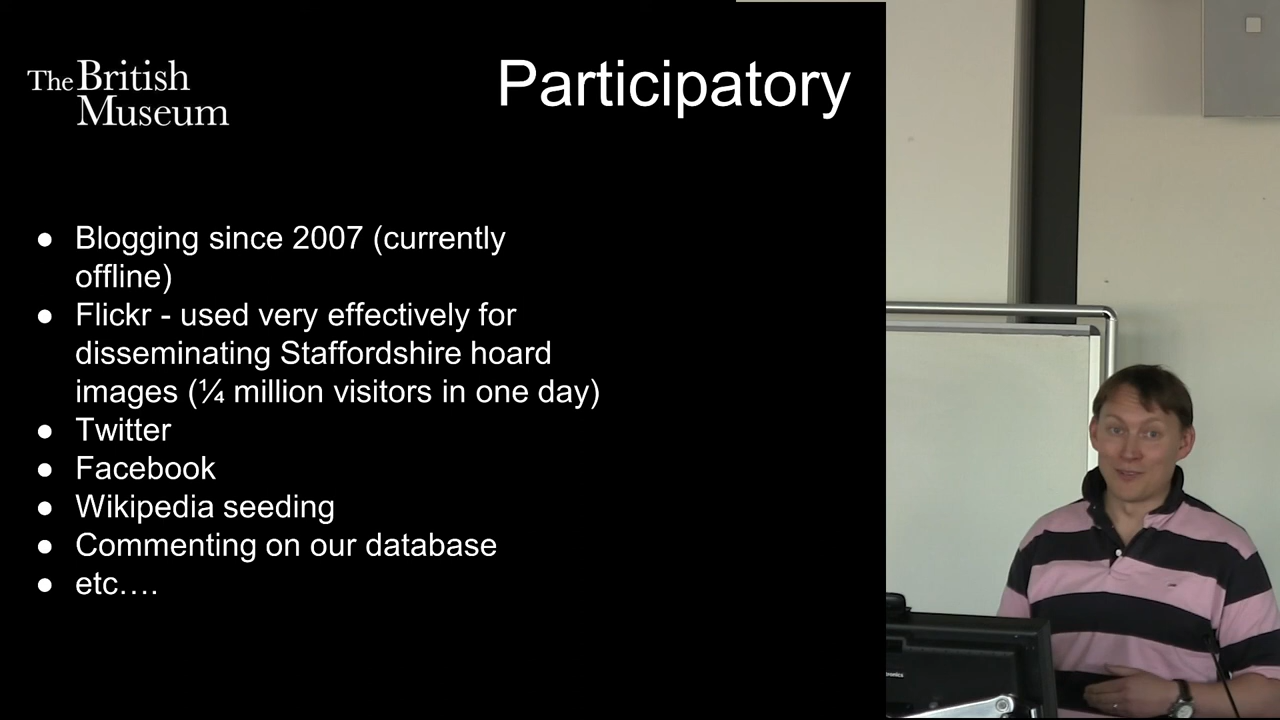 The British
Museum
Participatory
● Blogging since 2007 (currently
offline)
● Flickr - used very effectively for
disseminating Staffordshire hoard
images (¼ million visitors in one day)
● Twitter
● Facebook
● Wikipedia seeding
● Commenting on our database
● etc….